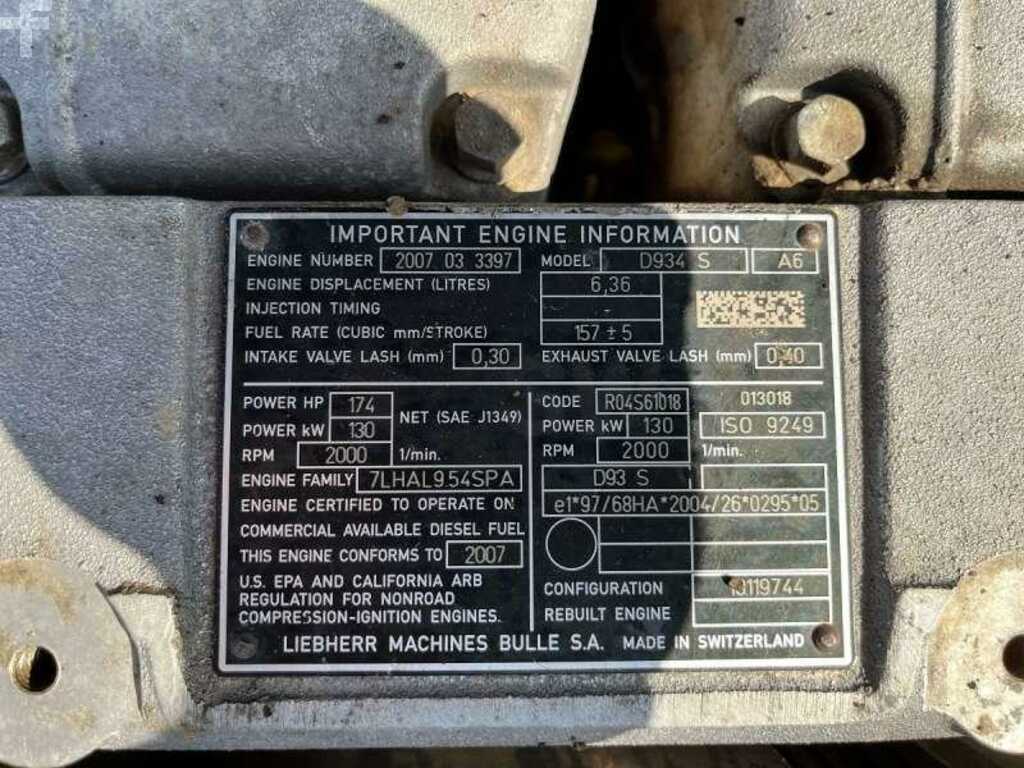 IMPORTANT ENGINE INFORMATION
ENGINE NUMBER 2007 03 3397 MODEL D934 S A6
ENGINE DISPLACEMENT (LITRES) 6,36
INJECTION TIMING
FUEL RATE (CUBIC mm/STROKE) 157 ± 5
INTAKE VALVE LASH (mm) 0,30 EXHAUST VALVE LASH (mm) 0,40
POWER HP 174 NET (SAE J1349)
POWER kW 130
RPM 2000 1/min.
ENGINE FAMILY 7LHAL9.54SPA
ENGINE CERTIFIED TO OPERATE ON
COMMERCIAL AVAILABLE DIESEL FUEL
THIS ENGINE CONFORMS TO 2007
U.S. EPA AND CALIFORNIA ARB
REGULATION FOR NONROAD
COMPRESSION-IGNITION ENGINES.
CODE R04S61018 013018
POWER kW 130 ISO 9249
RPM 2000 1/min.
D93 S
e1*97/68HA*2004/26*0295*05
CONFIGURATION 10119744
REBUILT ENGINE
LIEBHERR MACHINES BULLE S.A. MADE IN SWITZERLAND